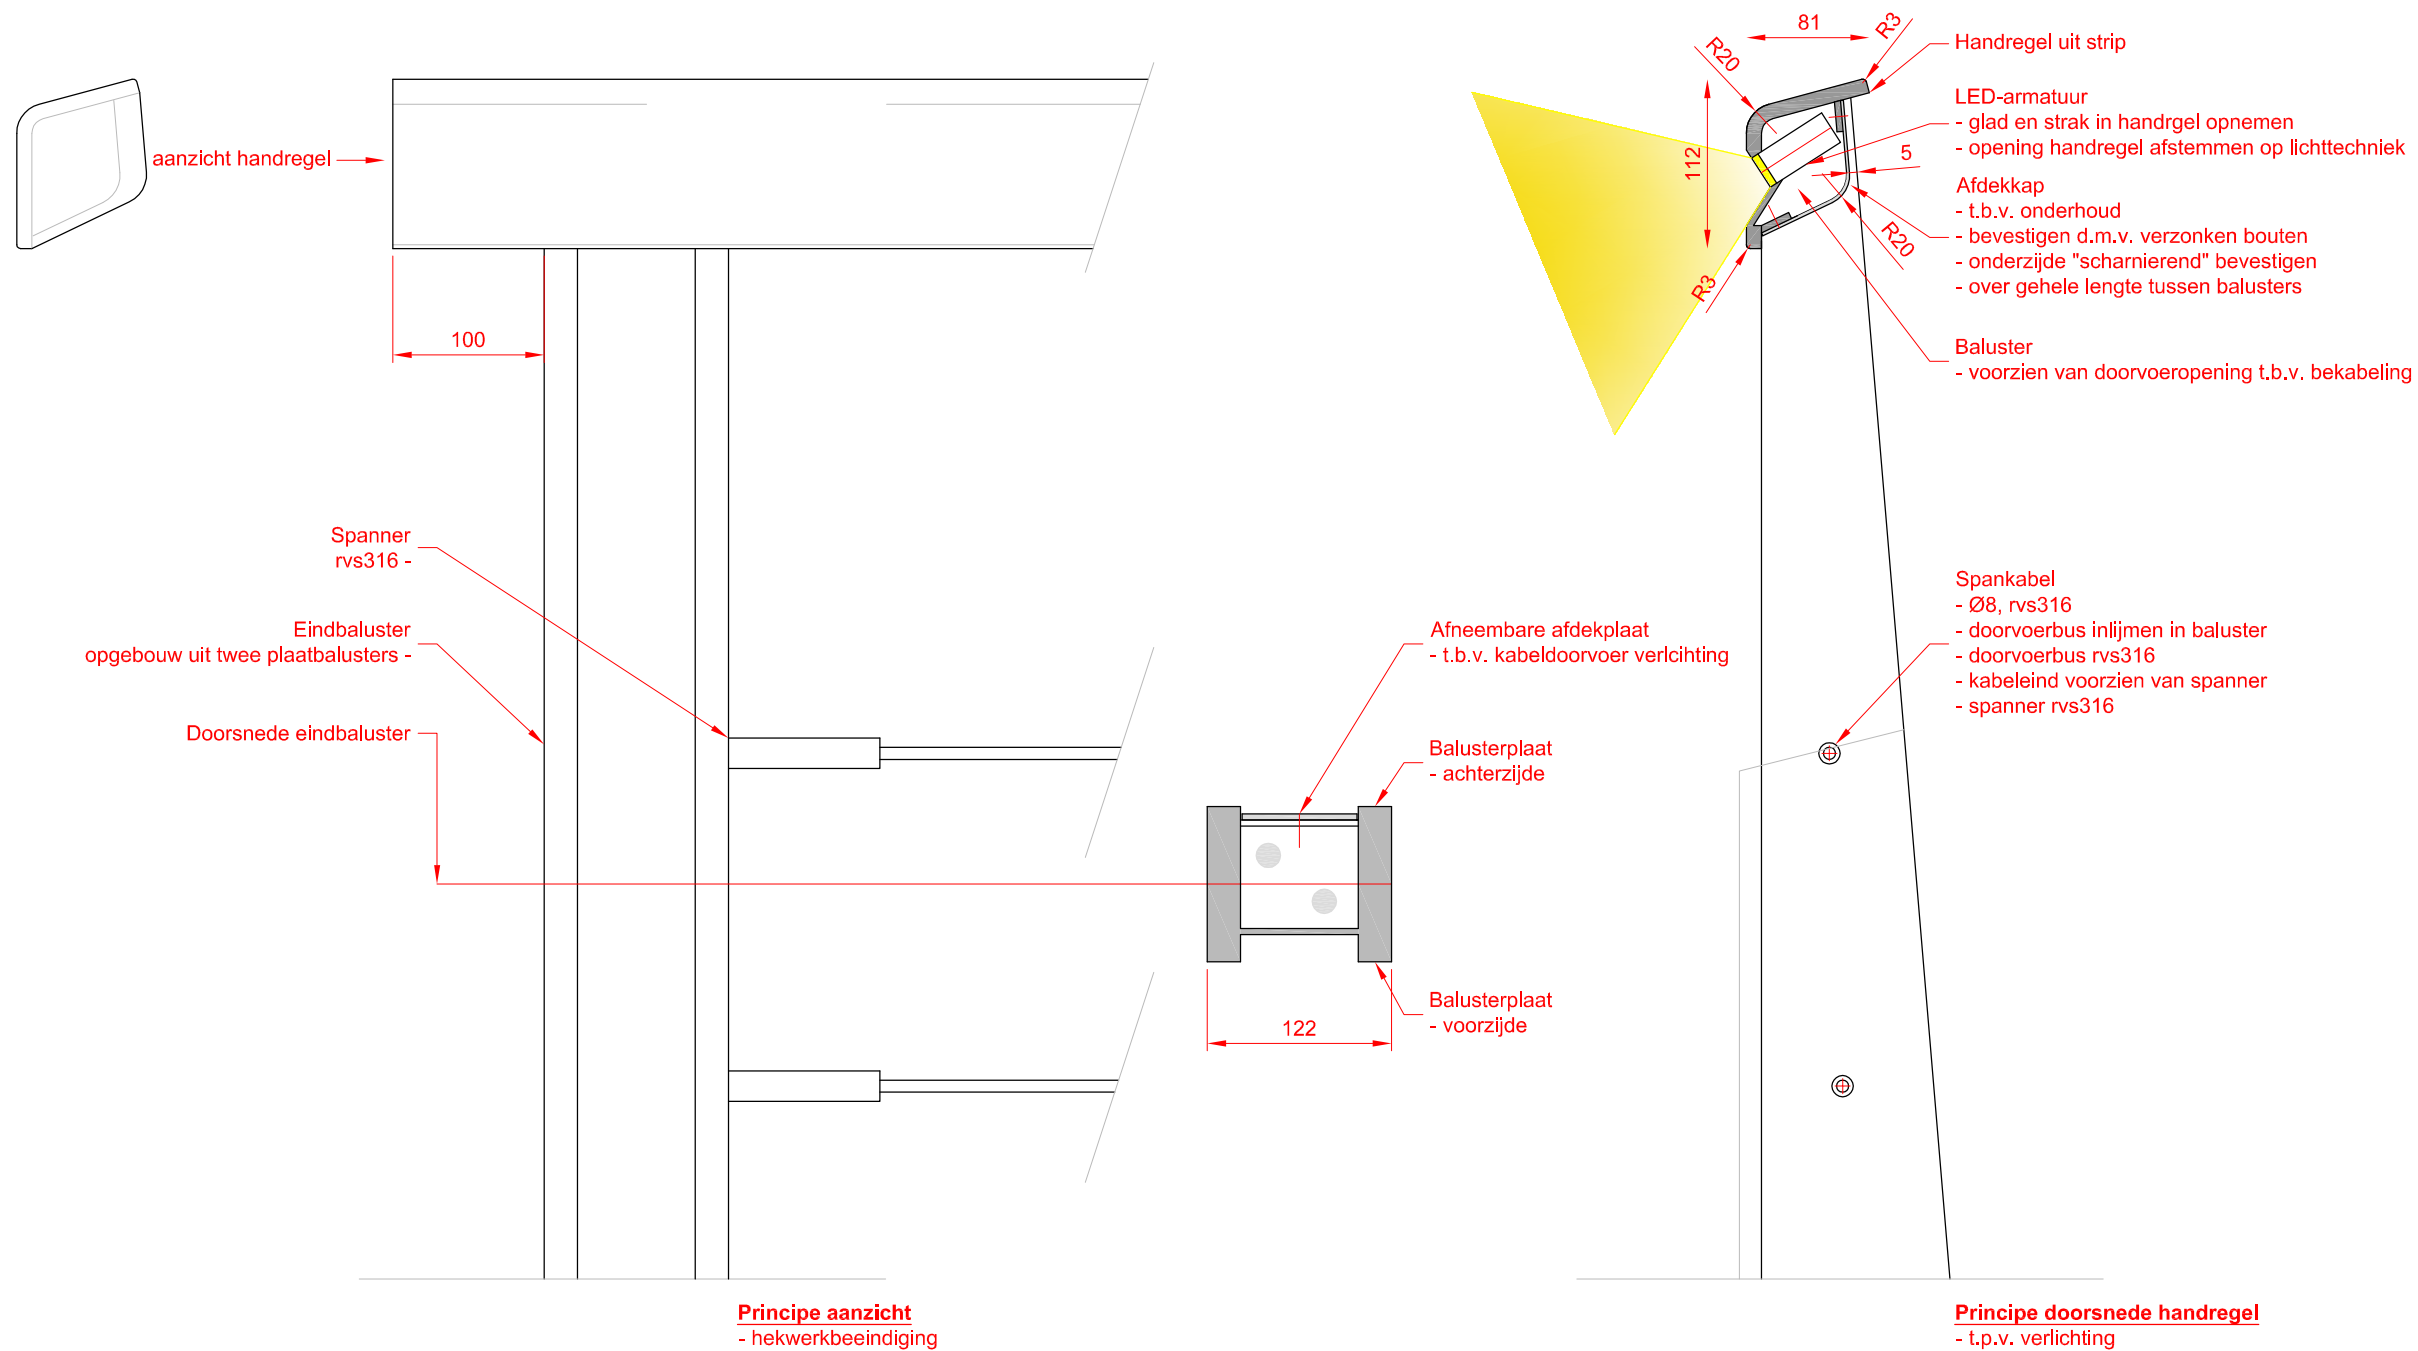 aanzicht handregel
100
Spanner
rvs316 -
Eindbaluster
opgebouw uit twee plaatbalusters -
Doorsnede eindbaluster
Afneembare afdekplaat
- t.b.v. kabeldoorvoer verlcihting
Balusterplaat
- achterzijde
Balusterplaat
- voorzijde
122
Principe aanzicht
- hekwerkbeeindiging
81
R3
R20
112
5
R20
R3
Handregel uit strip
LED-armatuur
- glad en strak in handrgel opnemen
- opening handregel afstemmen op lichttechniek
Afdekkap
- t.b.v. onderhoud
- bevestigen d.m.v. verzonken bouten
- onderzijde "scharnierend" bevestigen
- over gehele lengte tussen balusters
Baluster
- voorzien van doorvoeropening t.b.v. bekabeling
Spankabel
- Ø8, rvs316
- doorvoerbus inlijmen in baluster
- doorvoerbus rvs316
- kabeleind voorzien van spanner
- spanner rvs316
Principe doorsnede handregel
- t.p.v. verlichting